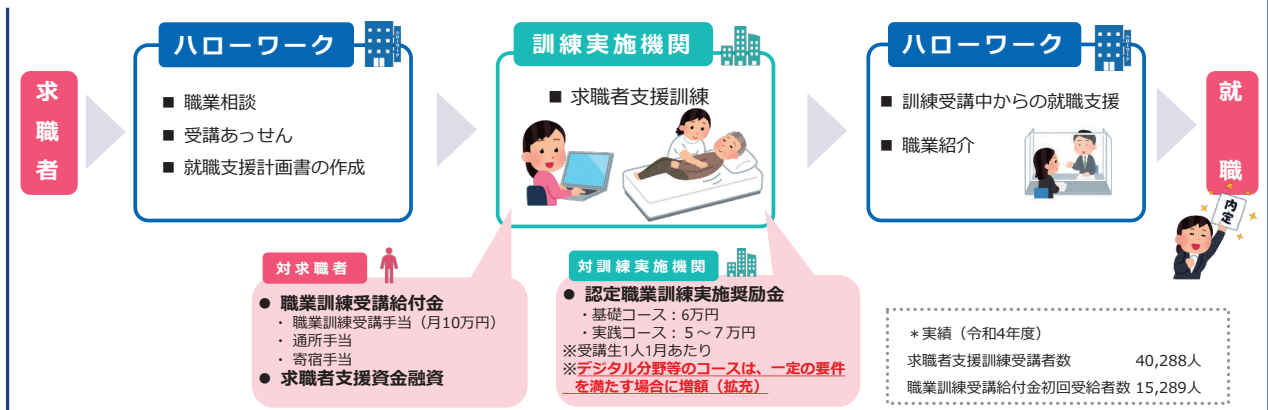 求職者
ハローワーク
■ 職業相談
■ 受講あっせん
■ 就職支援計画書の作成
訓練実施機関
■ 求職者支援訓練
ハローワーク
■ 訓練受講中からの就職支援
■ 職業紹介
就職
内定
対求職者
● 職業訓練受講給付金
・ 職業訓練受講手当（月10万円）
・ 通所手当
・ 寄宿手当
● 求職者支援資金融資
対訓練実施機関
● 認定職業訓練実施奨励金
・基礎コース：6万円
・実践コース：５～７万円
※受講生1人1月あたり
※デジタル分野等のコースは、一定の要件
を満たす場合に増額（拡充）
＊実績（令和4年度）
求職者支援訓練受講者数 40,288人
職業訓練受講給付金初回受給者数 15,289人